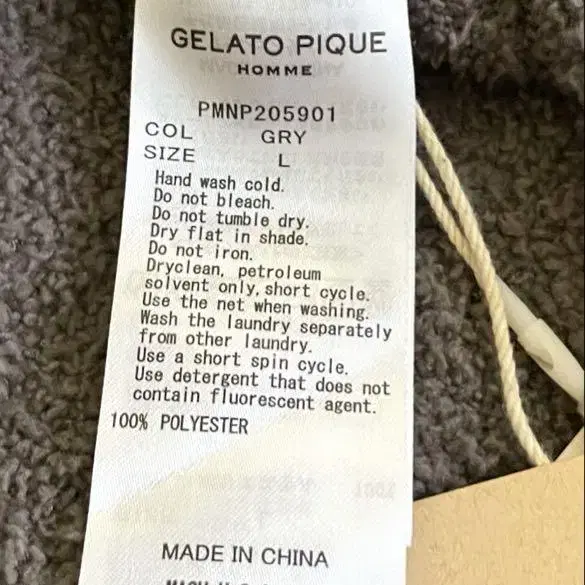 GELATO PIQUE
HOMME
PMNP205901
COL GRY
SIZE L
Hand wash cold.
Do not bleach.
Do not tumble dry.
Dry flat in shade.
Do not iron.
Dryclean, petroleum
solvent only, short cycle.
Use the net when washing.
Wash the laundry separately
from other laundry.
Use a short spin cycle.
Use detergent that does not
contain fluorescent agent.
100% POLYESTER
MADE IN CHINA